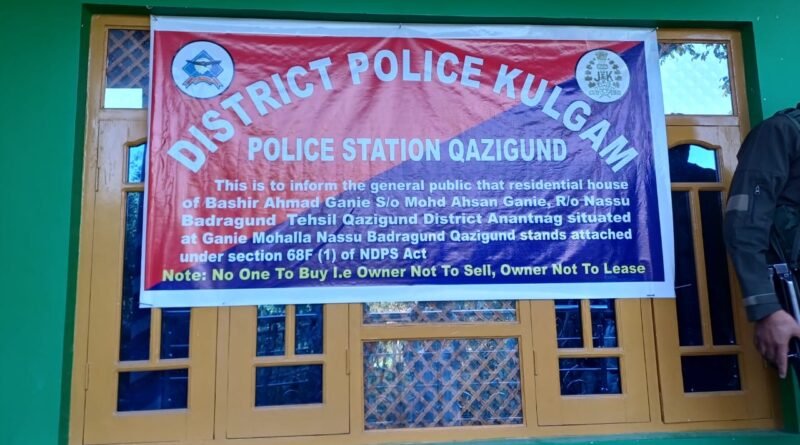 DISTRICT POLICE KULGAM
POLICE STATION QAZIGUND
This is to inform the general public that residential house
of Bashir Ahmad Ganie S/o Mohd Ahsan Ganie, R/o Nassu
Badragund Tehsil Qazigund District Anantnag situated
at Ganie Mohalla Nassu Badragund Qazigund stands attached
under section 68F (1) of NDPS Act
Note: No One To Buy I.e Owner Not To Sell, Owner Not To Lease